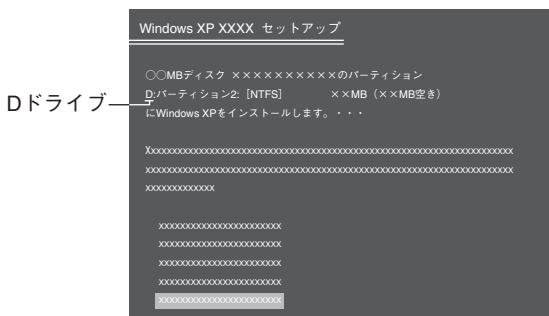 Windows XP XXXX セットアップ
○○MBディスク ××××××××××のパーティション
Dドライブ
D:パーティション2: [NTFS] ××MB（××MB空き）
にWindows XPをインストールします。・・・
Xxxxxxxxxxxxxxxxxxxxxxxxxxxxxxxxxxxxxxxxxxxxxxxxxxxxxxxxxxxxxxxxxxxx
xxxxxxxxxxxxxxxxxxxxxxxxxxxxxxxxxxxxxxxxxxxxxxxxxxxxxxxxxxxxxxxxxxxx
xxxxxxxxxxxxx
xxxxxxxxxxxxxxxxxxxxxxx
xxxxxxxxxxxxxxxxxxxxxxx
xxxxxxxxxxxxxxxxxxxxxxx
xxxxxxxxxxxxxxxxxxxxxxx
xxxxxxxxxxxxxxxxxxxxxxx